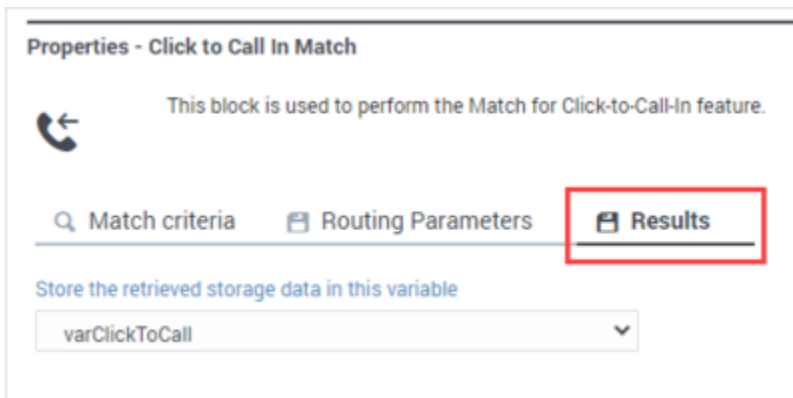 Properties - Click to Call In Match
This block is used to perform the Match for Click-to-Call-In feature.
Match criteria Routing Parameters Results
Store the retrieved storage data in this variable
varClickToCall